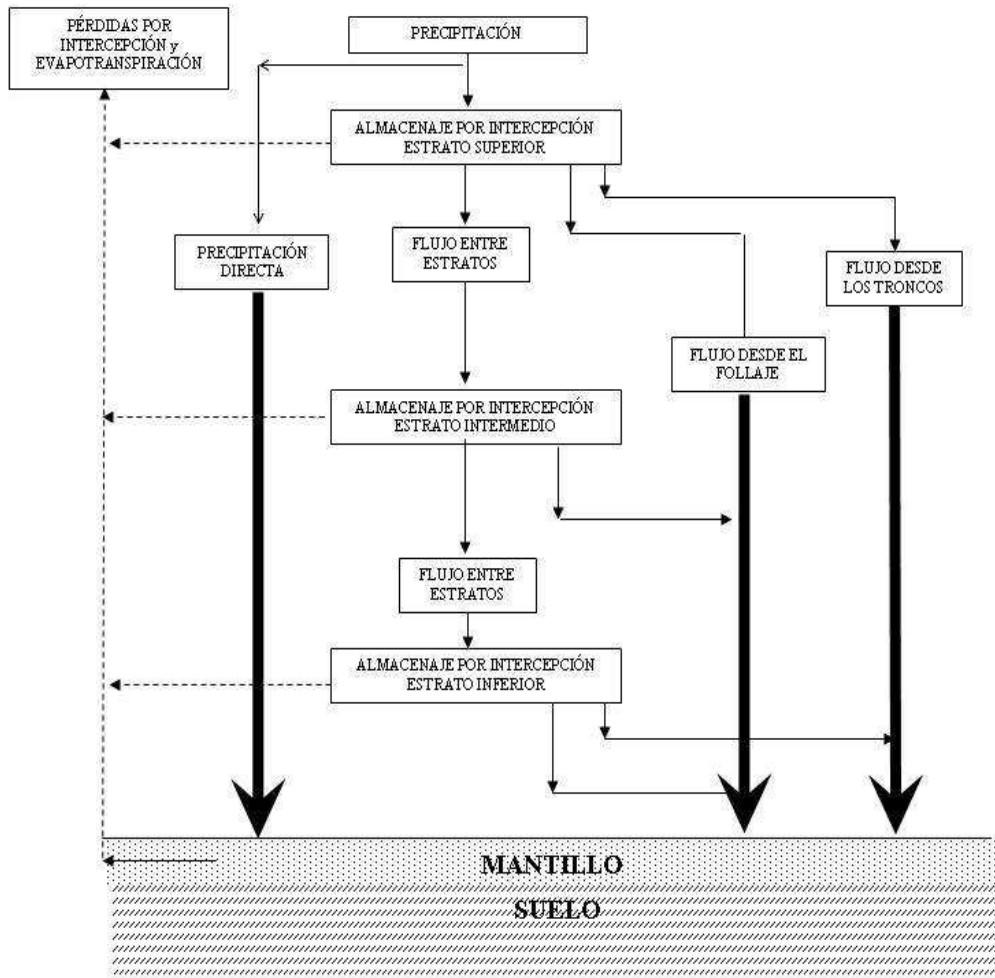 PÉRDIDAS POR
INTERCEPCIÓN y
EVAPOTRANSPIRACIÓN
PRECIPITACIÓN
ALMACENAJE POR INTERCEPCIÓN
ESTRATO SUPERIOR
PRECIPITACIÓN
DIRECTA
FLUJO ENTRE
ESTRATOS
FLUJO DESDE
LOS TRONCOS
FLUJO DESDE EL
FOLLAJE
ALMACENAJE POR INTERCEPCIÓN
ESTRATO INTERMEDIO
FLUJO ENTRE
ESTRATOS
ALMACENAJE POR INTERCEPCIÓN
ESTRATO INFERIOR
MANTILLO
SUELO